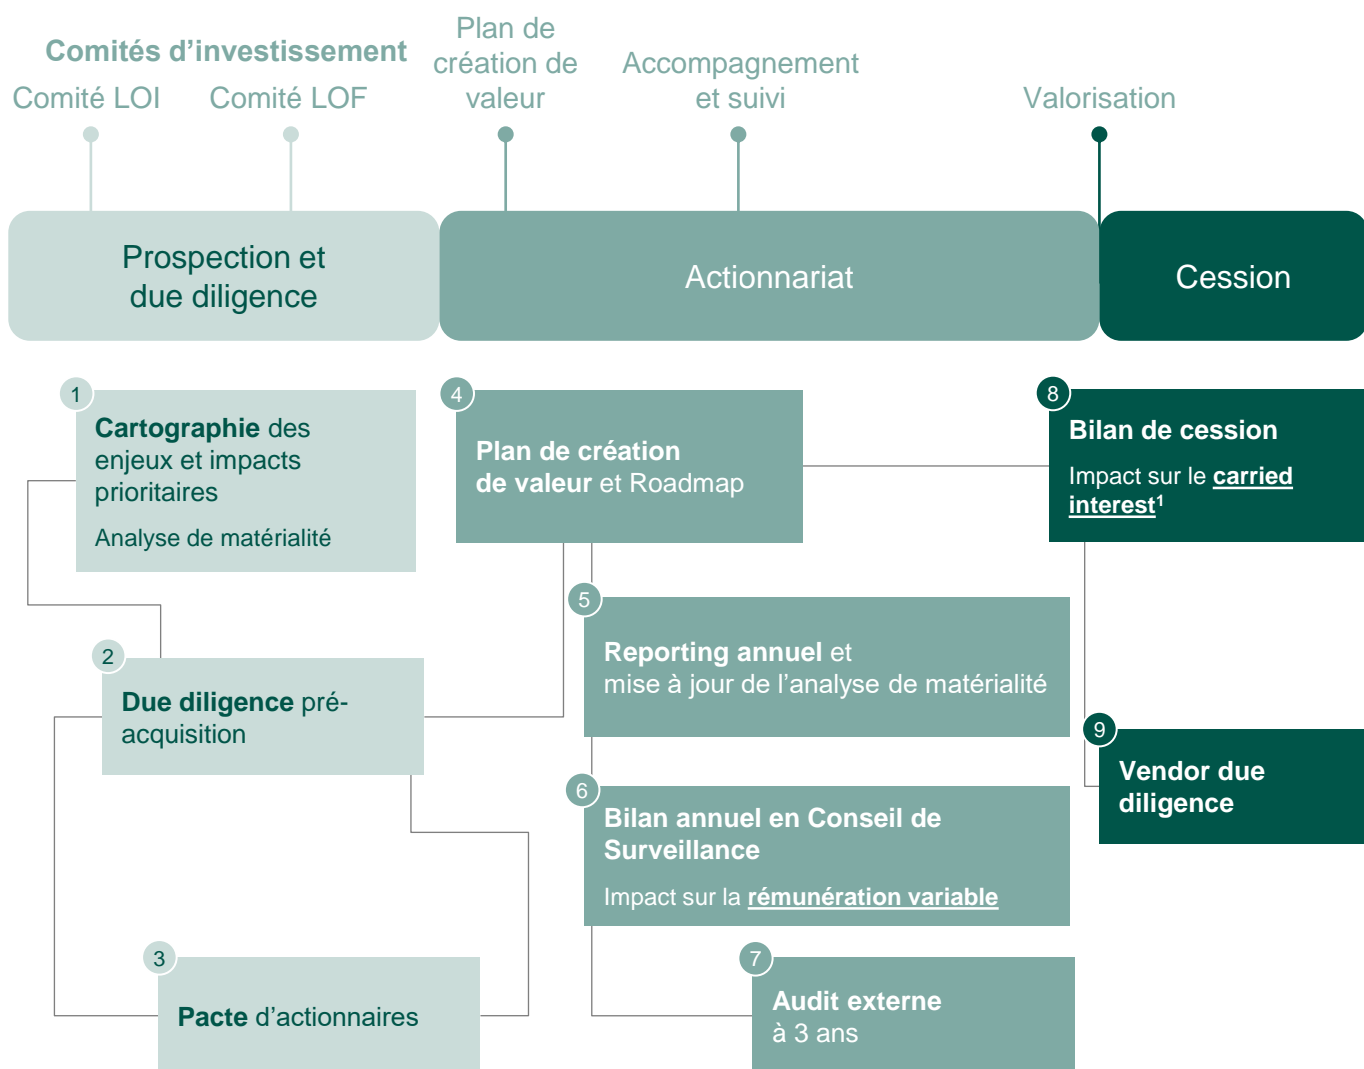 Comités d’investissement
Comité LOI
Comité LOF
Plan de
création de
valeur
Accompagnement
et suivi
Valorisation
Prospection et
due diligence
Actionnariat
Cession
1
Cartographie des
enjeux et impacts
prioritaires
Analyse de matérialité
2
Due diligence pré-
acquisition
3
Pacte d’actionnaires
4
Plan de création
de valeur et Roadmap
5
Reporting annuel et
mise à jour de l’analyse de matérialité
6
Bilan annuel en Conseil de
Surveillance
Impact sur la rémunération variable
7
Audit externe
à 3 ans
8
Bilan de cession
Impact sur le carried
interest¹
9
Vendor due
diligence